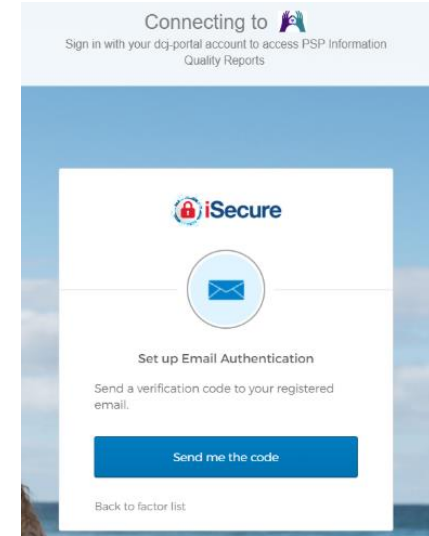 Connecting to
Sign in with your dcj-portal account to access PSP Information
Quality Reports
iSecure
Set up Email Authentication
Send a verification code to your registered
email.
Send me the code
Back to factor list